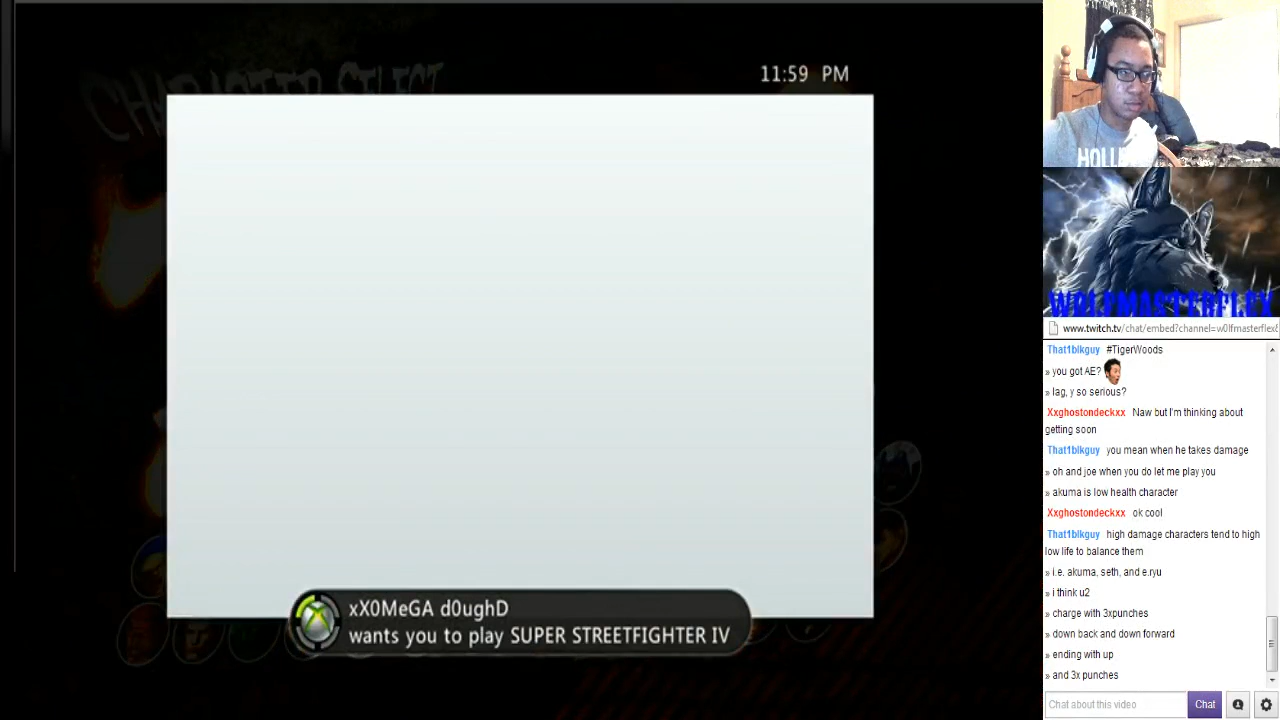 CHARACTER SELECT
11:59 PM
xX0MeGA d0ughD
wants you to play SUPER STREETFIGHTER IV
HOLL
W0LFMASTERFLEX
www.twitch.tv/chat/embed?channel=w0lfmasterflex&
That1blkguy #TigerWoods
» you got AE?
» lag, y so serious?
Xxghostondeckxx Naw but I'm thinking about
getting soon
That1blkguy you mean when he takes damage
» oh and joe when you do let me play you
» akuma is low health character
Xxghostondeckxx ok cool
That1blkguy high damage characters tend to high
low life to balance them
» i.e. akuma, seth, and e.ryu
» i think u2
» charge with 3xpunches
» down back and down forward
» ending with up
» and 3x punches
Chat about this video
Chat